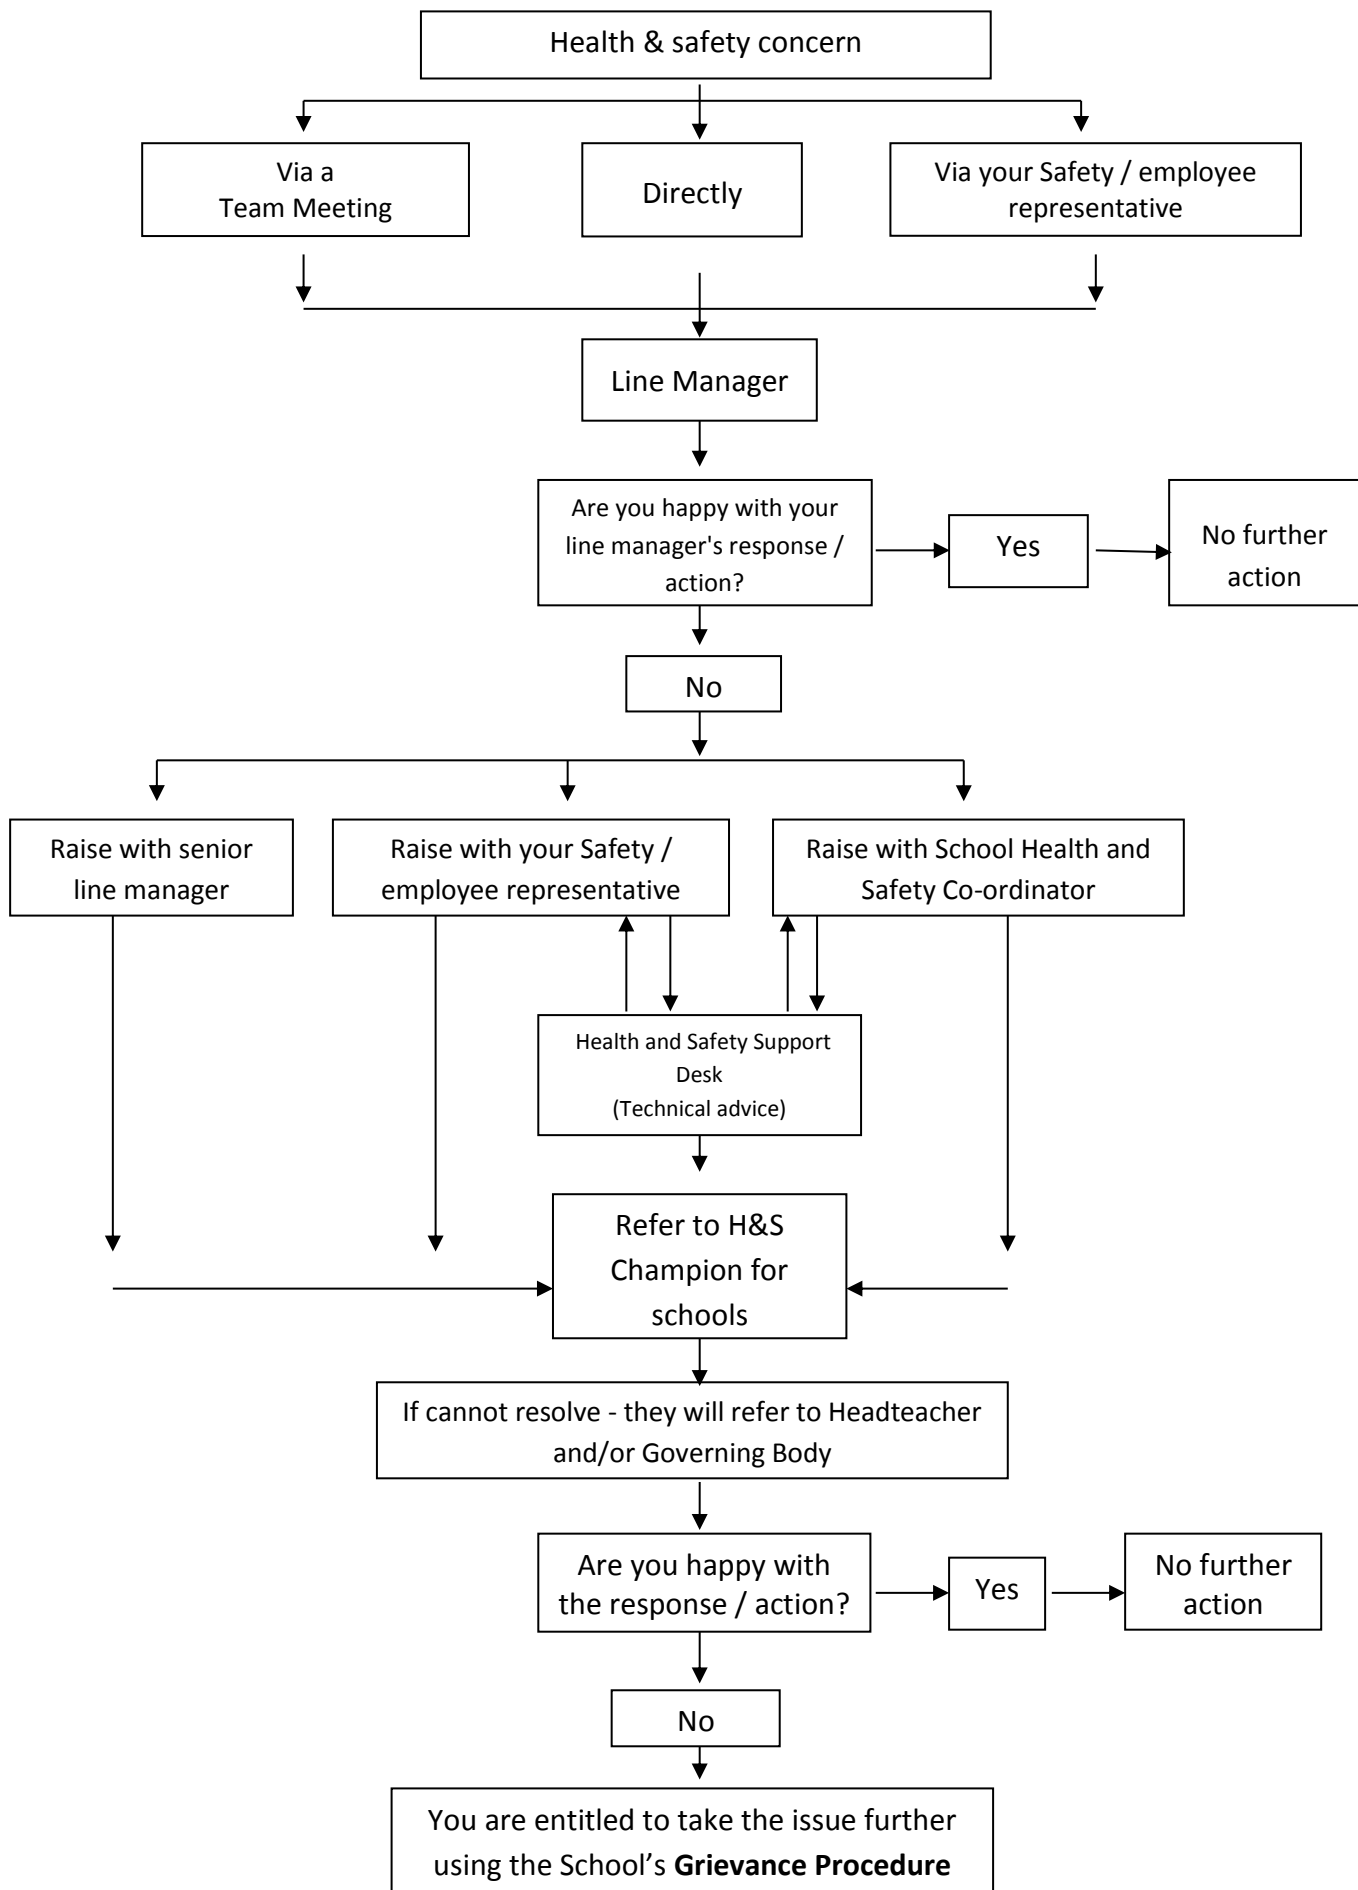 Health & safety concern
Via a
Team Meeting
Directly
Via your Safety / employee
representative
Line Manager
Are you happy with your
line manager's response /
action?
Yes
No further
action
No
Raise with senior
line manager
Raise with your Safety /
employee representative
Raise with School Health and
Safety Co-ordinator
Health and Safety Support
Desk
(Technical advice)
Refer to H&S
Champion for
schools
If cannot resolve - they will refer to Headteacher
and/or Governing Body
Are you happy with
the response / action?
Yes
No further
action
No
You are entitled to take the issue further
using the School’s Grievance Procedure